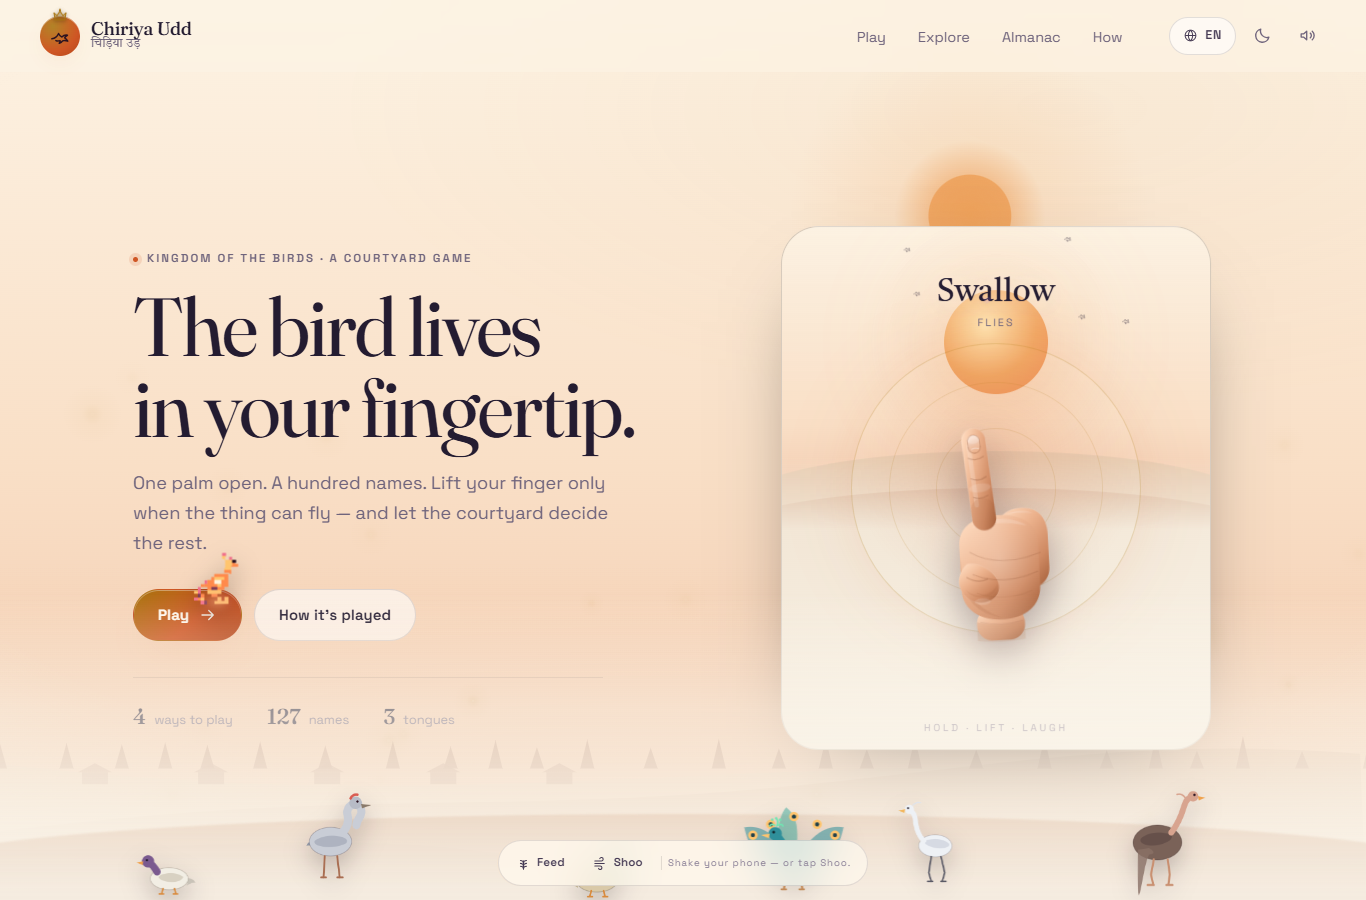 Chiriya Udd
चिड़िया उड़
Play
Explore
Almanac
How
EN
KINGDOM OF THE BIRDS · A COURTYARD GAME
The bird lives
in your fingertip.
One palm open. A hundred names. Lift your finger only
when the thing can fly — and let the courtyard decide
the rest.
Play →
How it's played
4 ways to play
127 names
3 tongues
Swallow
FLIES
HOLD · LIFT · LAUGH
Feed
Shoo
Shake your phone — or tap Shoo.